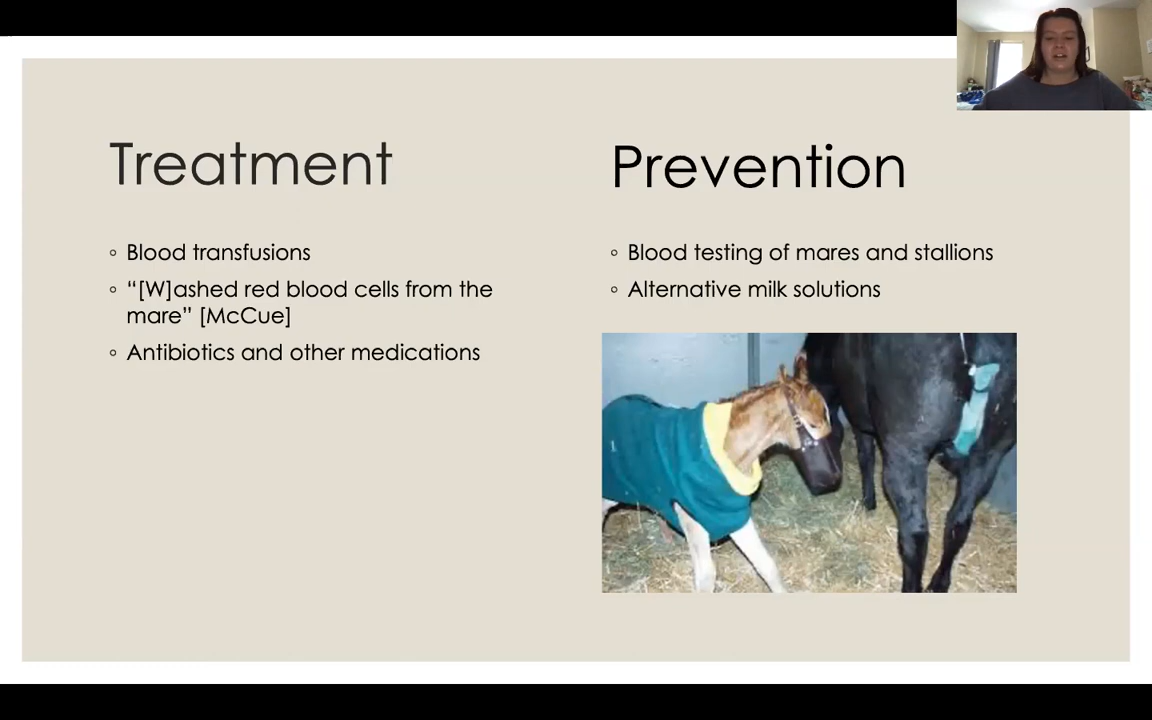 Treatment
◦ Blood transfusions
◦ “[W]ashed red blood cells from the
mare” [McCue]
◦ Antibiotics and other medications
Prevention
◦ Blood testing of mares and stallions
◦ Alternative milk solutions